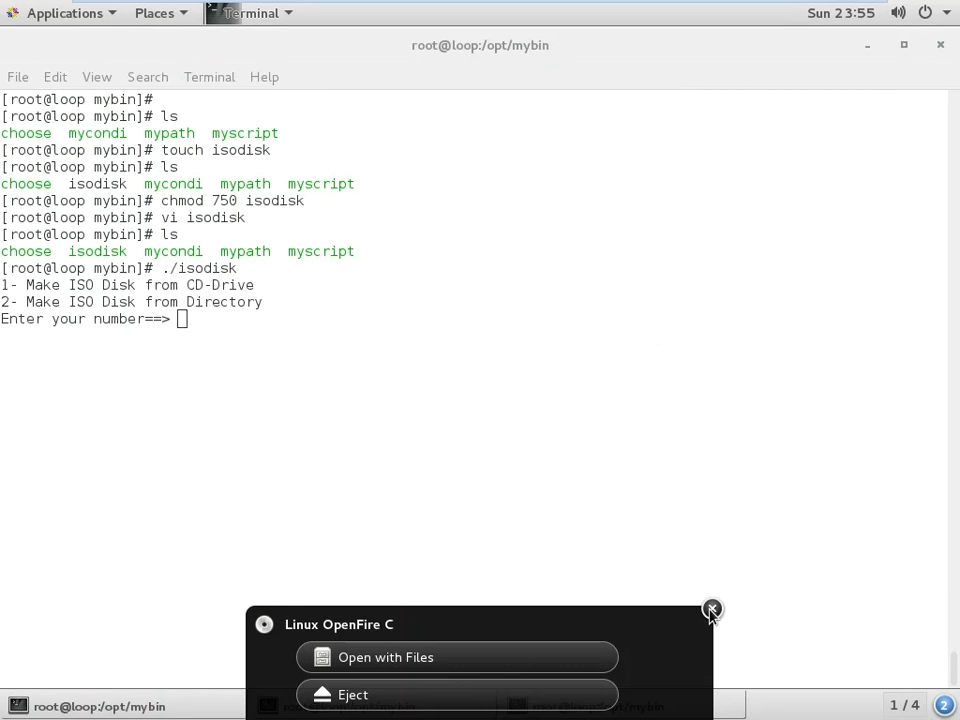 Applications Places Terminal Sun 23:55
root@loop:/opt/mybin
File Edit View Search Terminal Help
[root@loop mybin]#
[root@loop mybin]# ls
choose mycondi mypath myscript
[root@loop mybin]# touch isodisk
[root@loop mybin]# ls
choose isodisk mycondi mypath myscript
[root@loop mybin]# chmod 750 isodisk
[root@loop mybin]# vi isodisk
[root@loop mybin]# ls
choose isodisk mycondi mypath myscript
[root@loop mybin]# ./isodisk
1- Make ISO Disk from CD-Drive
2- Make ISO Disk from Directory
Enter your number==>
Linux OpenFire C
Open with Files
Eject
root@loop:/opt/mybin 1 / 4 2